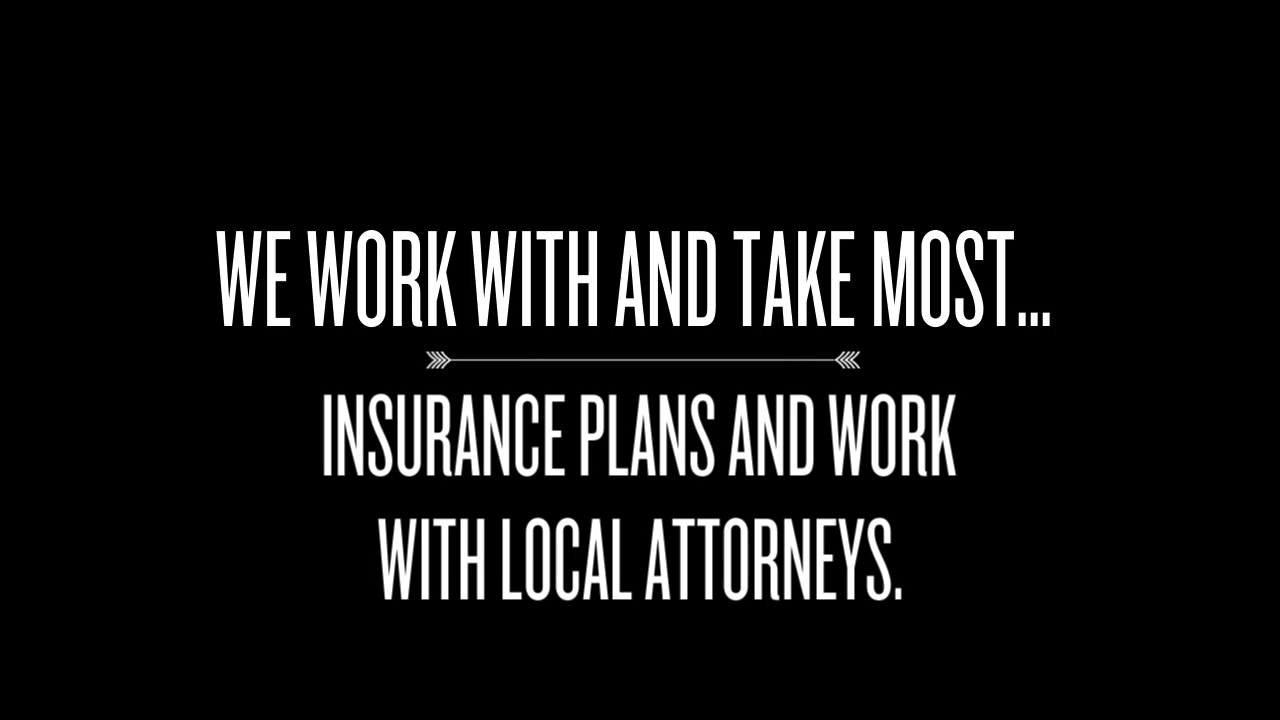 WE WORK WITH AND TAKE MOST...
INSURANCE PLANS AND WORK
WITH LOCAL ATTORNEYS.